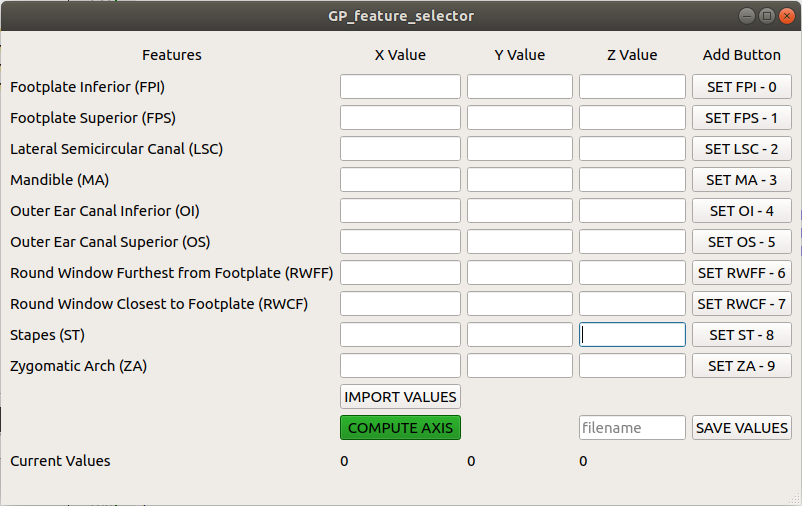 GP_feature_selector
Features X Value Y Value Z Value Add Button
Footplate Inferior (FPI) SET FPI - 0
Footplate Superior (FPS) SET FPS - 1
Lateral Semicircular Canal (LSC) SET LSC - 2
Mandible (MA) SET MA - 3
Outer Ear Canal Inferior (OI) SET OI - 4
Outer Ear Canal Superior (OS) SET OS - 5
Round Window Furthest from Footplate (RWFF) SET RWFF - 6
Round Window Closest to Footplate (RWCF) SET RWCF - 7
Stapes (ST) SET ST - 8
Zygomatic Arch (ZA) SET ZA - 9
IMPORT VALUES
COMPUTE AXIS filename SAVE VALUES
Current Values 0 0 0